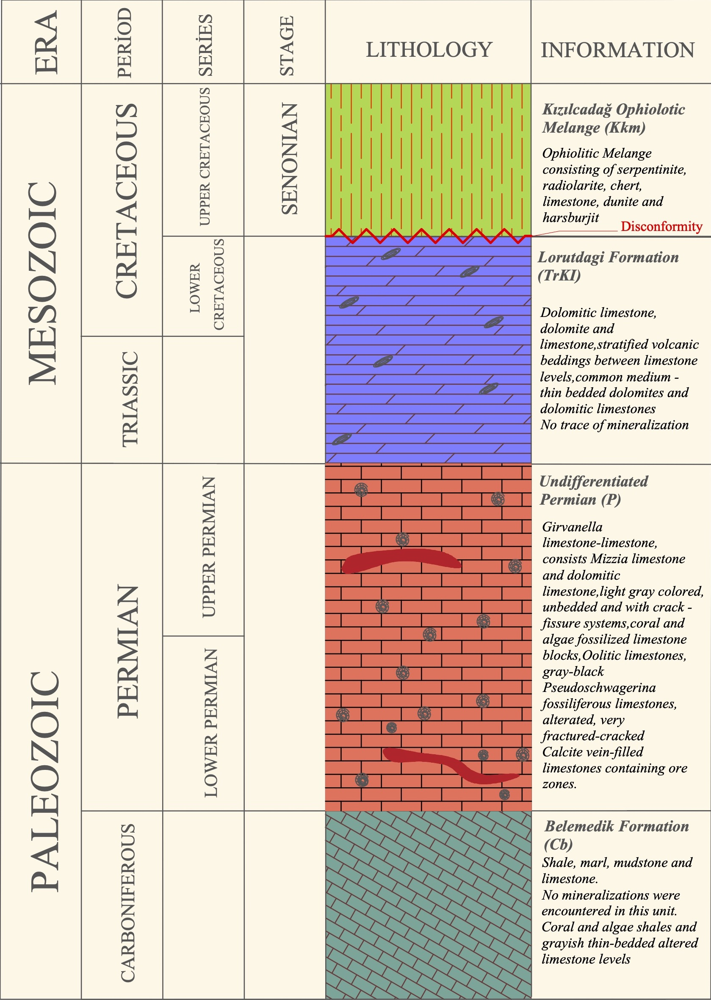 ERA
PERİOD
SERİES
STAGE
LITHOLOGY
INFORMATION
MESOZOIC
CRETACEOUS
UPPER CRETACEOUS
SENONIAN
Kızılcadağ Ophiolotic
Melange (Kkm)
Ophiolitic Melange
consisting of serpentinite,
radiolarite, chert,
limestone, dunite and
harsburjit
Disconformity
LOWER
CRETACEOUS
Lorutdagi Formation
(TrKI)
Dolomitic limestone,
dolomite and
limestone,stratified volcanic
beddings between limestone
levels,common medium -
thin bedded dolomites and
dolomitic limestones
No trace of mineralization
TRIASSIC
PALEOZOIC
PERMIAN
UPPER PERMIAN
LOWER PERMIAN
Undifferentiated
Permian (P)
Girvanella
limestone-limestone,
consists Mizzia limestone
and dolomitic
limestone,light gray colored,
unbedded and with crack -
fissure systems,coral and
algae fossilized limestone
blocks,Oolitic limestones,
gray-black
Pseudoschwagerina
fossiliferous limestones,
alterated, very
fractured-cracked
Calcite vein-filled
limestones containing ore
zones.
CARBONIFEROUS
Belemedik Formation
(Cb)
Shale, marl, mudstone and
limestone.
No mineralizations were
encountered in this unit.
Coral and algae shales and
grayish thin-bedded altered
limestone levels